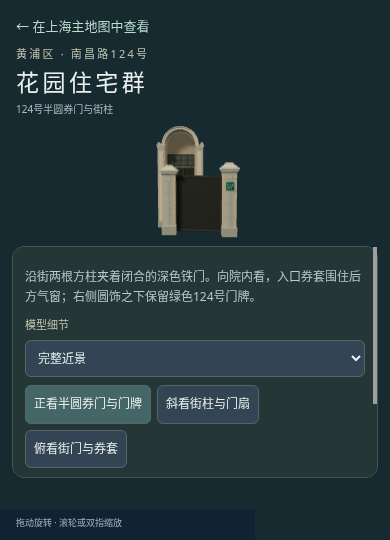 ← 在上海主地图中查看
黄浦区 · 南昌路124号
花园住宅群
124号半圆券门与街柱
沿街两根方柱夹着闭合的深色铁门。向院内看，入口券套围住后
方气窗；右侧圆饰之下保留绿色124号门牌。
模型细节
完整近景
正看半圆券门与门牌
斜看街柱与门扇
俯看街门与券套
拖动旋转 · 滚轮或双指缩放